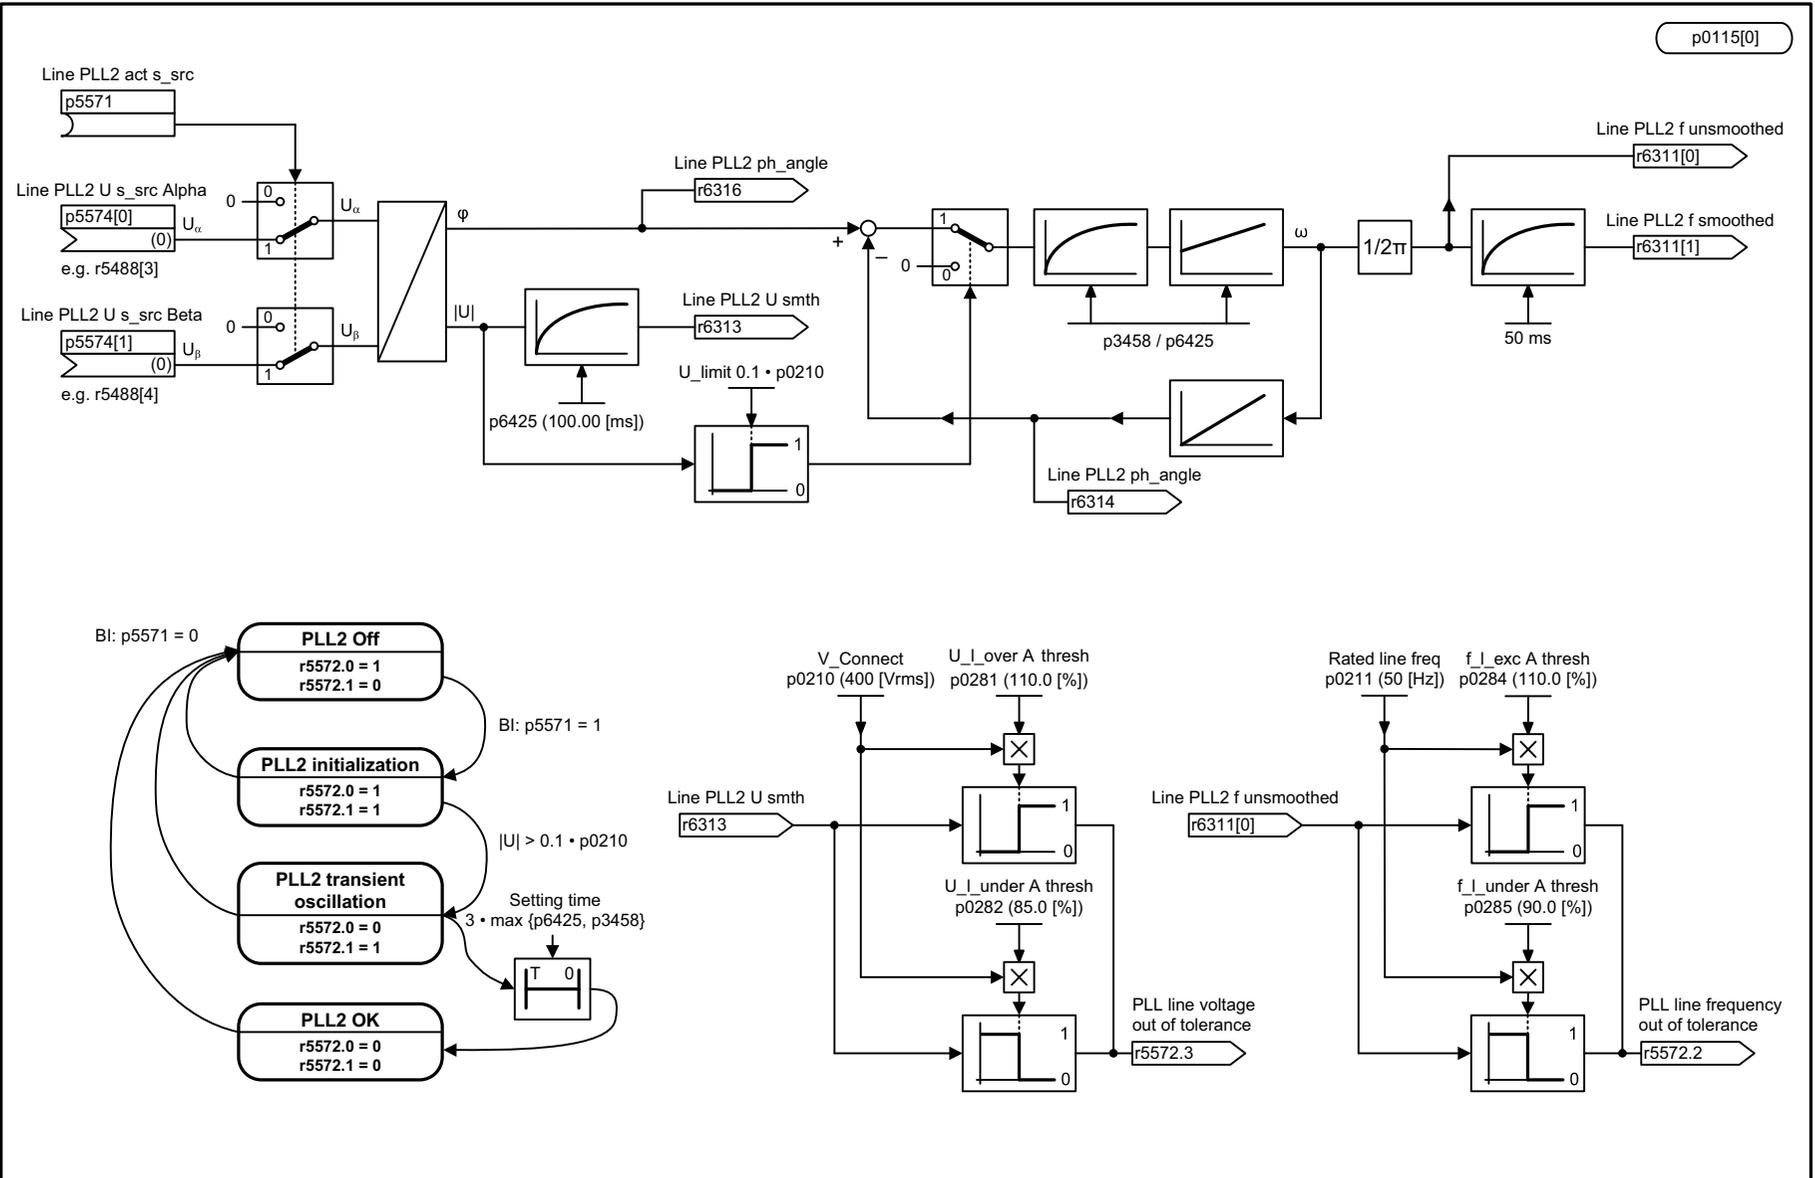 p0115[0]
Line PLL2 act s_src
p5571
Line PLL2 U s_src Alpha
p5574[0]
(0)
Uα
e.g. r5488[3]
0
0
1
Uα
Line PLL2 U s_src Beta
p5574[1]
(0)
Uβ
e.g. r5488[4]
0
0
1
Uβ
φ
|U|
Line PLL2 ph_angle
r6316
Line PLL2 U smth
r6313
p6425 (100.00 [ms])
U_limit 0.1 • p0210
1
0
+
–
1
0
0
p3458 / p6425
ω
1/2π
Line PLL2 f unsmoothed
r6311[0]
Line PLL2 f smoothed
r6311[1]
50 ms
Line PLL2 ph_angle
r6314
BI: p5571 = 0
PLL2 Off
r5572.0 = 1
r5572.1 = 0
BI: p5571 = 1
PLL2 initialization
r5572.0 = 1
r5572.1 = 1
|U| > 0.1 • p0210
PLL2 transient
oscillation
r5572.0 = 0
r5572.1 = 1
Setting time
3 • max {p6425, p3458}
T 0
PLL2 OK
r5572.0 = 0
r5572.1 = 0
V_Connect
p0210 (400 [Vrms])
U_l_over A thresh
p0281 (110.0 [%])
Line PLL2 U smth
r6313
1
0
U_l_under A thresh
p0282 (85.0 [%])
1
0
PLL line voltage
out of tolerance
r5572.3
Rated line freq
p0211 (50 [Hz])
f_l_exc A thresh
p0284 (110.0 [%])
Line PLL2 f unsmoothed
r6311[0]
1
0
f_l_under A thresh
p0285 (90.0 [%])
1
0
PLL line frequency
out of tolerance
r5572.2